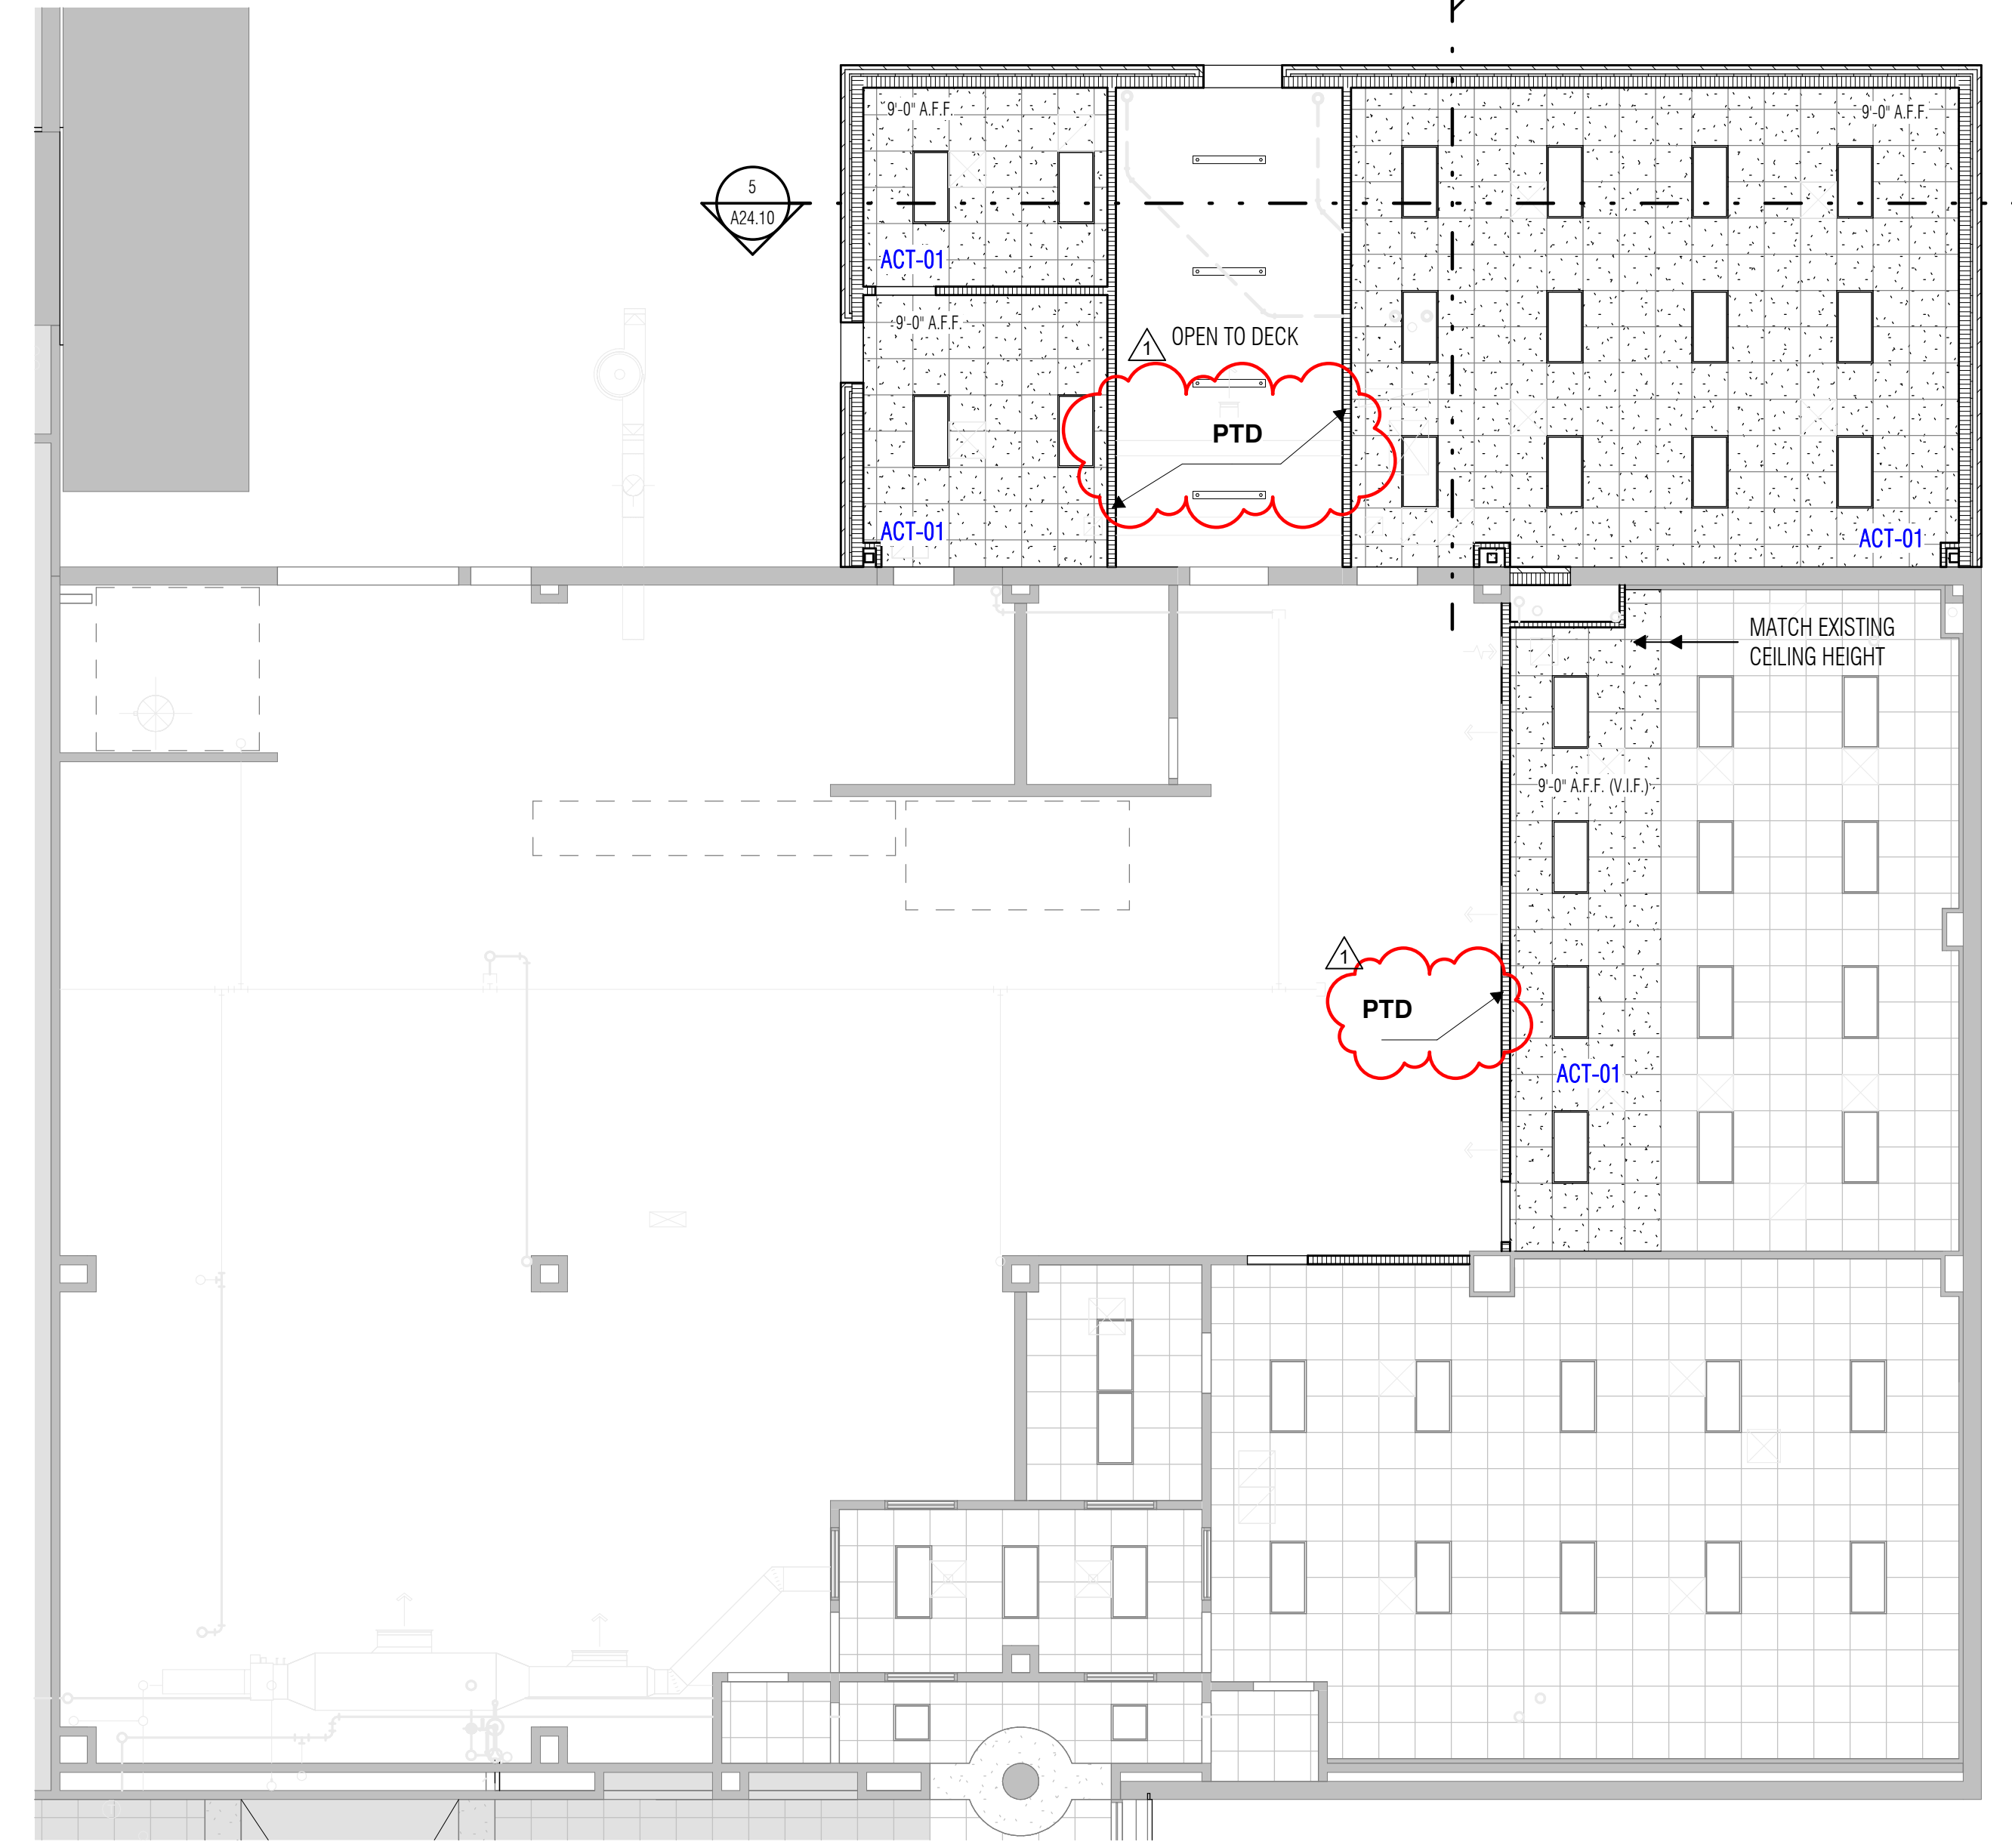 9'-0" A.F.F.
9'-0" A.F.F.
5
A24.10
ACT-01
9'-0" A.F.F.
1
OPEN TO DECK
PTD
ACT-01
ACT-01
MATCH EXISTING
CEILING HEIGHT
9'-0" A.F.F. (V.I.F.)
1
PTD
ACT-01